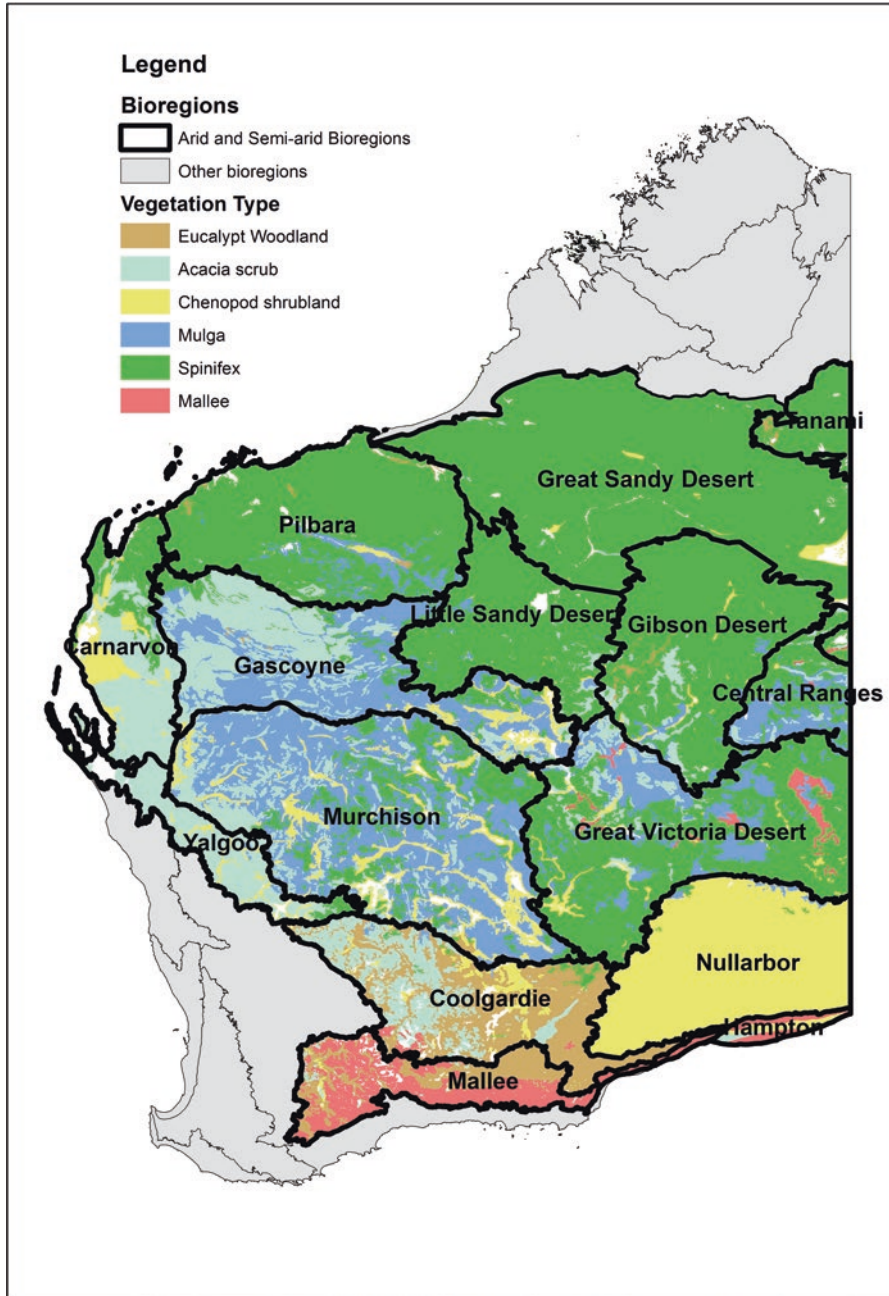 Legend
Bioregions
Arid and Semi-arid Bioregions
Other bioregions
Vegetation Type
Eucalypt Woodland
Acacia scrub
Chenopod shrubland
Mulga
Spinifex
Mallee
Tanami
Great Sandy Desert
Pilbara
Little Sandy Desert
Gibson Desert
Carnarvon
Gascoyne
Central Ranges
Murchison
Great Victoria Desert
Yalgoo
Nullarbor
Coolgardie
Hampton
Mallee